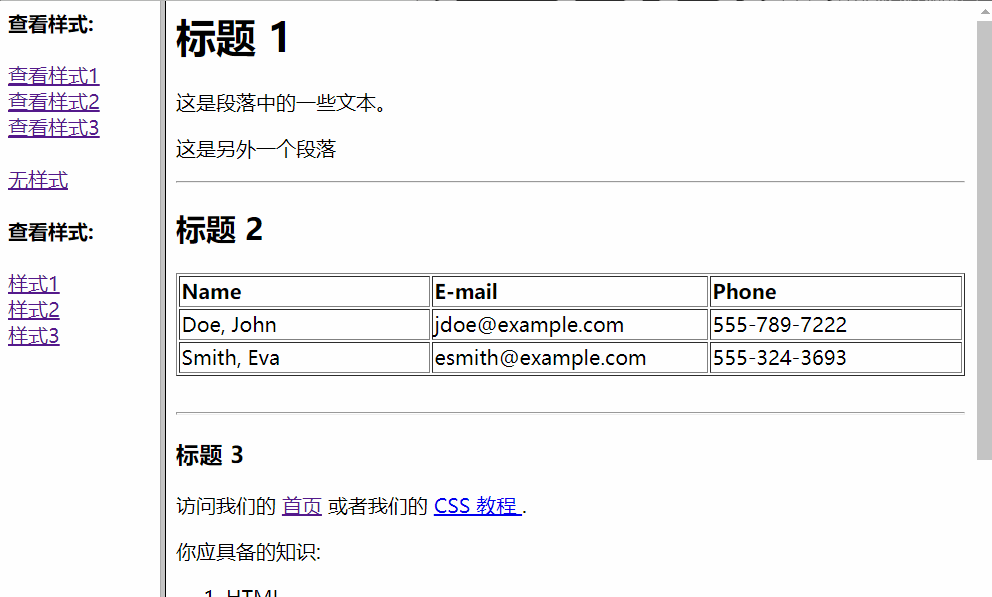 查看样式:
查看样式1
查看样式2
查看样式3
无样式
查看样式:
样式1
样式2
样式3
标题 1
这是段落中的一些文本。
这是另外一个段落
标题 2
Name E-mail Phone
Doe, John jdoe@example.com 555-789-7222
Smith, Eva esmith@example.com 555-324-3693
标题 3
访问我们的 首页 或者我们的 CSS 教程 .
你应具备的知识:
1. HTML